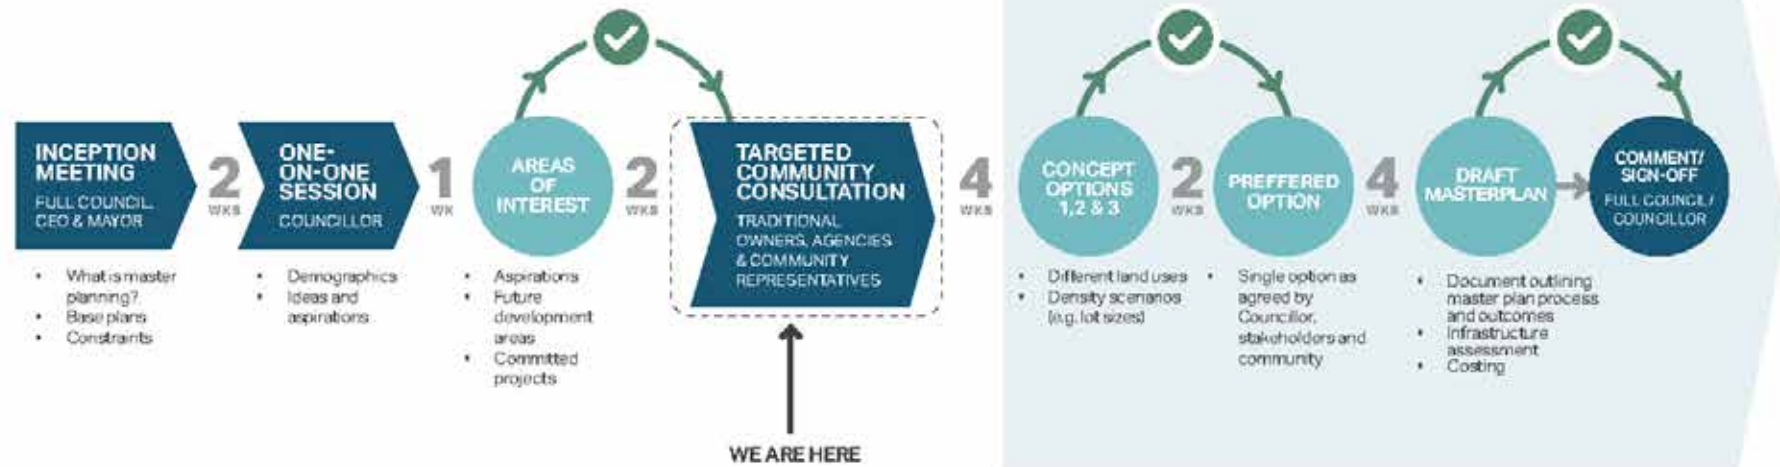 INCEPTION
MEETING
FULL COUNCIL,
CEO & MAYOR
• What is master
planning?
• Base plans
• Constraints
2
WKS
ONE-
ON-ONE
SESSION
COUNCILLOR
• Demographics
• Ideas and
aspirations
1
WK
AREAS
OF
INTEREST
• Aspirations
• Future
development
areas
• Committed
projects
2
WKS
TARGETED
COMMUNITY
CONSULTATION
TRADITIONAL
OWNERS, AGENCIES
& COMMUNITY
REPRESENTATIVES
WE ARE HERE
4
WKS
CONCEPT
OPTIONS
1,2 & 3
• Different land uses
• Density scenarios
(e.g. lot sizes)
2
WKS
PREFFERED
OPTION
• Single option as
agreed by
Councillor,
stakeholders and
community
4
WKS
DRAFT
MASTERPLAN
• Document outlining
master plan process
and outcomes
• Infrastructure
assessment
• Costing
COMMENT/
SIGN-OFF
FULL COUNCIL /
COUNCILLOR